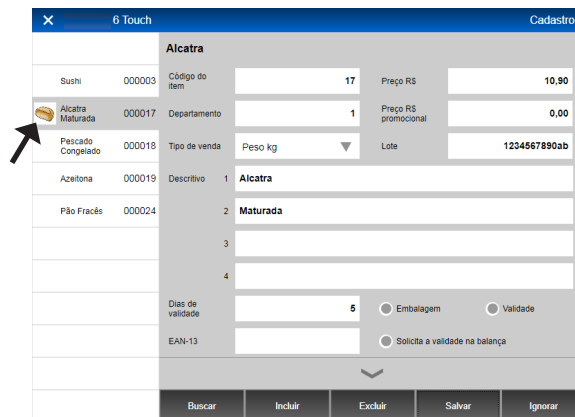 ✕ 6 Touch Cadastro
Alcatra
Sushi 000003
Alcatra Maturada 000017
Pescado Congelado 000018
Azeitona 000019
Pão Fracês 000024
Código do item 17 Preço R$ 10,90
Departamento 1 Preço R$ promocional 0,00
Tipo de venda Peso kg Lote 1234567890ab
Descritivo 1 Alcatra
2 Maturada
3
4
Dias de validade 5 Embalagem Validade
EAN-13 Solicita a validade na balança
Buscar Incluir Excluir Salvar Ignorar